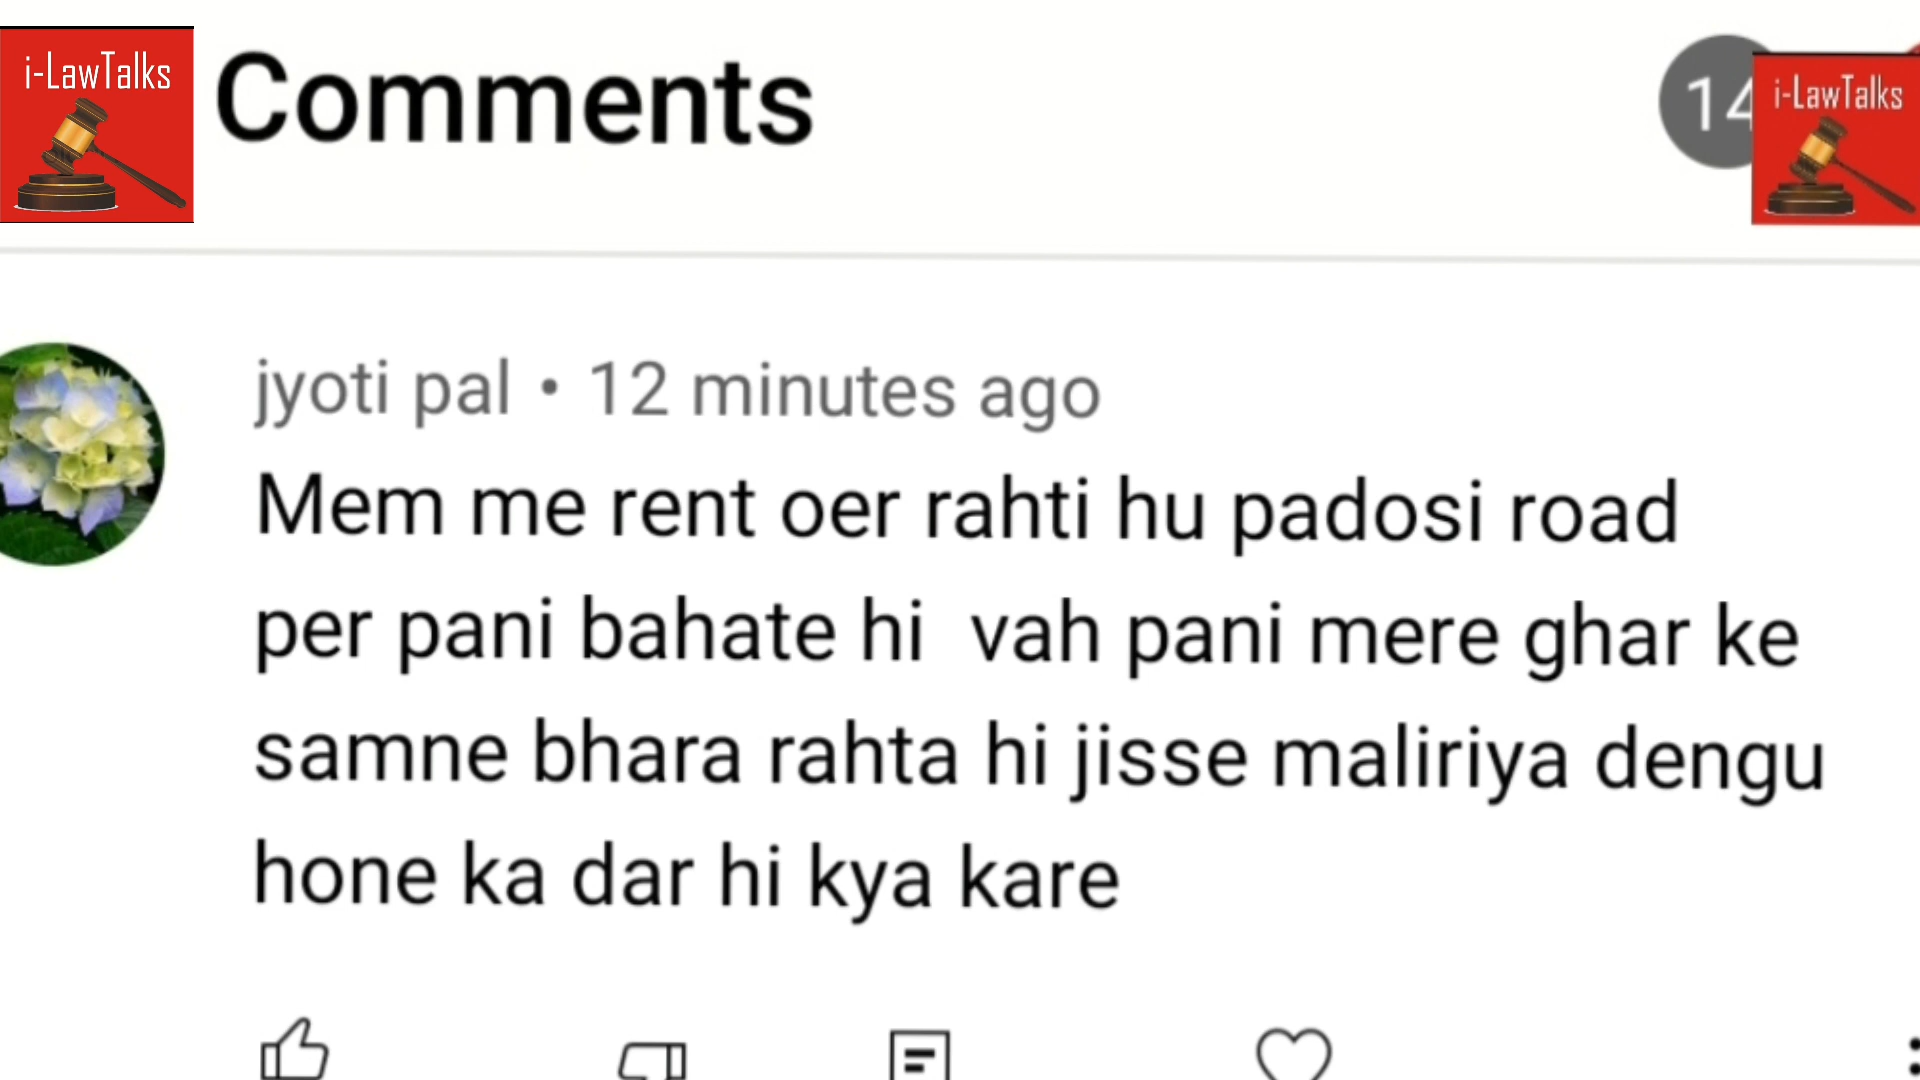 i-LawTalks
Comments
14
i-LawTalks
jyoti pal • 12 minutes ago
Mem me rent oer rahti hu padosi road
per pani bahate hi vah pani mere ghar ke
samne bhara rahta hi jisse maliriya dengu
hone ka dar hi kya kare